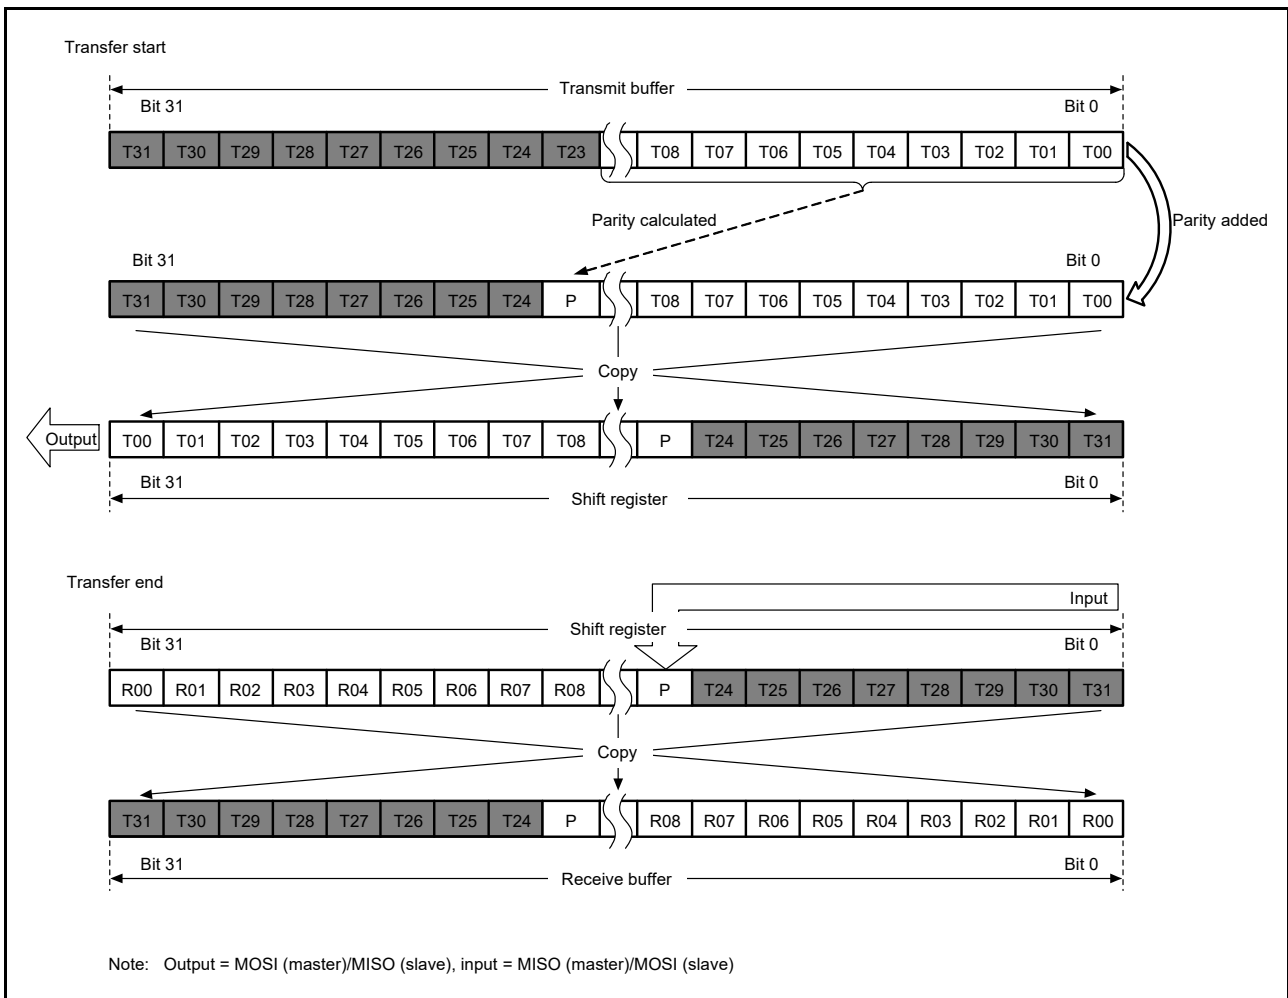 Transfer start
Transmit buffer
Bit 31 Bit 0
T31 T30 T29 T28 T27 T26 T25 T24 T23 T08 T07 T06 T05 T04 T03 T02 T01 T00
Parity calculated Parity added
Bit 31 Bit 0
T31 T30 T29 T28 T27 T26 T25 T24 P T08 T07 T06 T05 T04 T03 T02 T01 T00
Copy
Output T00 T01 T02 T03 T04 T05 T06 T07 T08 P T24 T25 T26 T27 T28 T29 T30 T31
Bit 31 Bit 0
Shift register
Transfer end
Input
Shift register
Bit 31 Bit 0
R00 R01 R02 R03 R04 R05 R06 R07 R08 P T24 T25 T26 T27 T28 T29 T30 T31
Copy
T31 T30 T29 T28 T27 T26 T25 T24 P R08 R07 R06 R05 R04 R03 R02 R01 R00
Bit 31 Bit 0
Receive buffer
Note: Output = MOSI (master)/MISO (slave), input = MISO (master)/MOSI (slave)